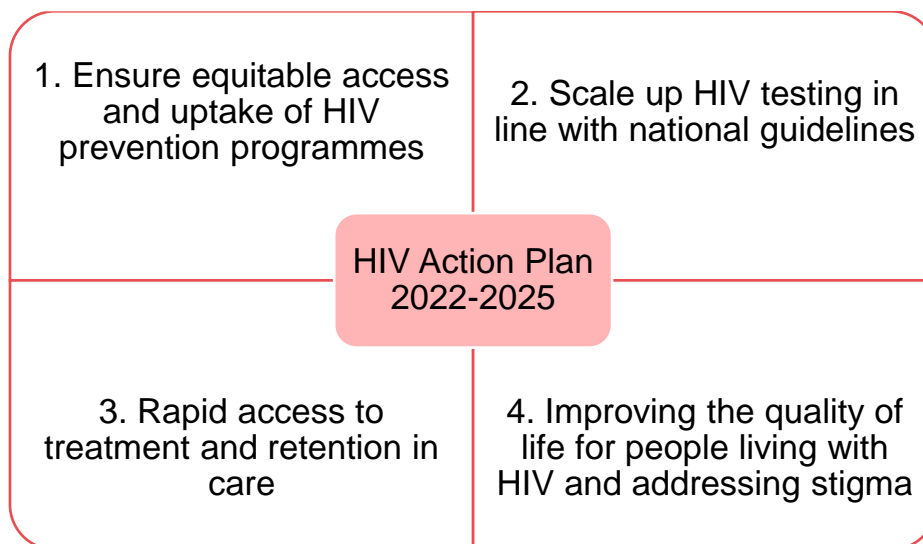 1. Ensure equitable access
and uptake of HIV
prevention programmes
2. Scale up HIV testing in
line with national guidelines
HIV Action Plan
2022-2025
3. Rapid access to
treatment and retention in
care
4. Improving the quality of
life for people living with
HIV and addressing stigma